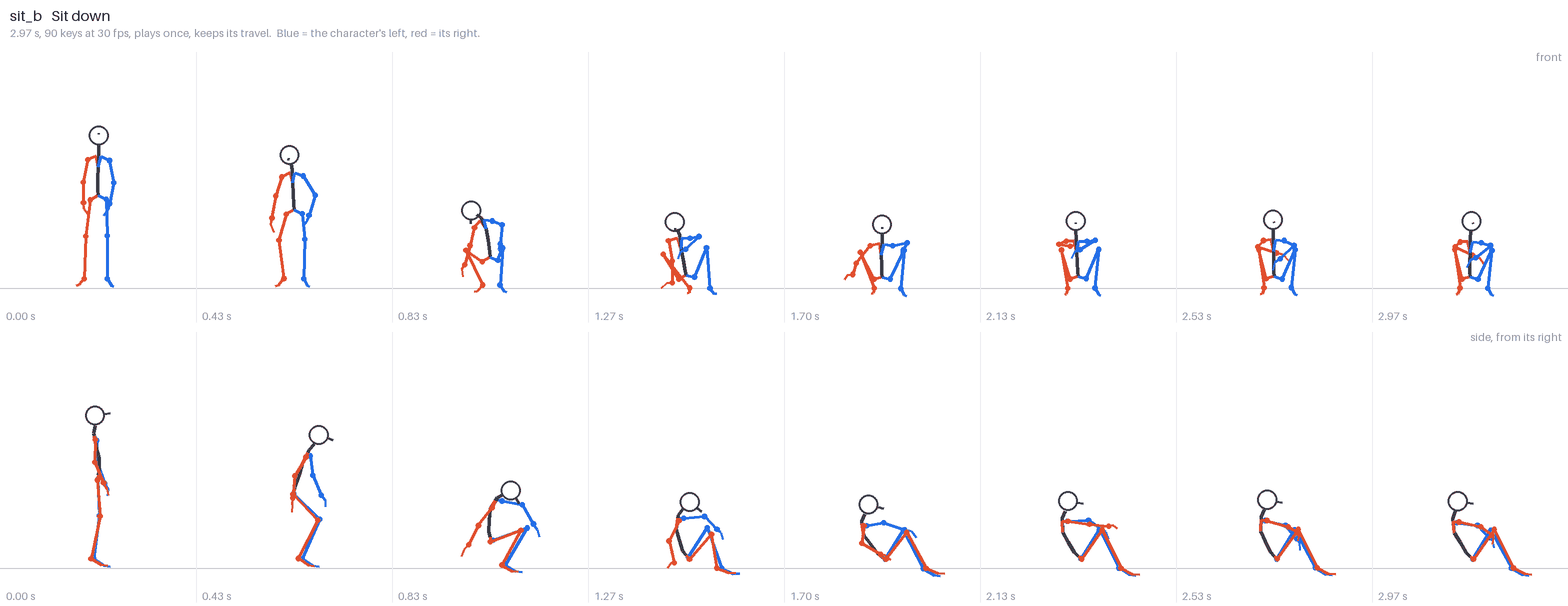 sit_b Sit down
2.97 s, 90 keys at 30 fps, plays once, keeps its travel. Blue = the character's left, red = its right.
front
0.00 s 0.43 s 0.83 s 1.27 s 1.70 s 2.13 s 2.53 s 2.97 s
side, from its right
0.00 s 0.43 s 0.83 s 1.27 s 1.70 s 2.13 s 2.53 s 2.97 s